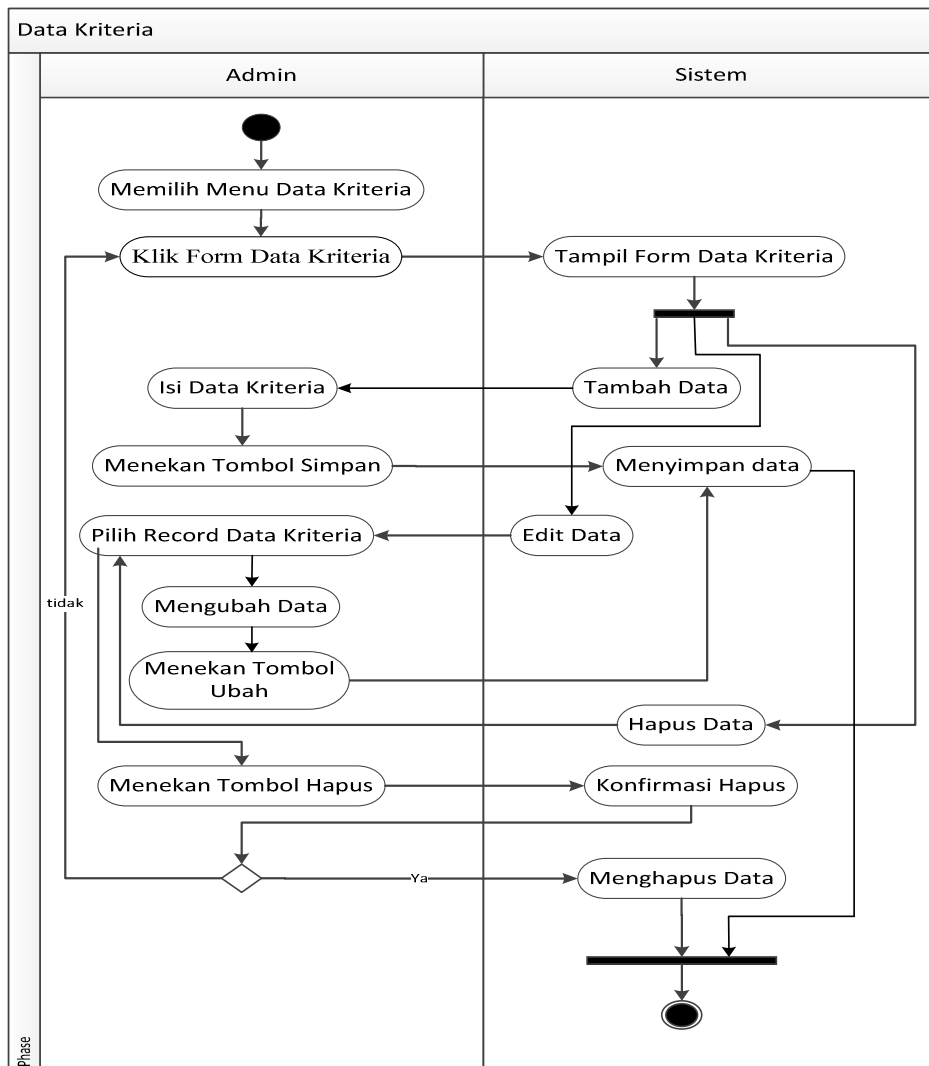 Data Kriteria
Admin
Sistem
Memilih Menu Data Kriteria
Klik Form Data Kriteria
Tampil Form Data Kriteria
Isi Data Kriteria
Tambah Data
Menekan Tombol Simpan
Menyimpan data
Pilih Record Data Kriteria
Edit Data
tidak
Mengubah Data
Menekan Tombol
Ubah
Hapus Data
Menekan Tombol Hapus
Konfirmasi Hapus
Ya
Menghapus Data
Phase